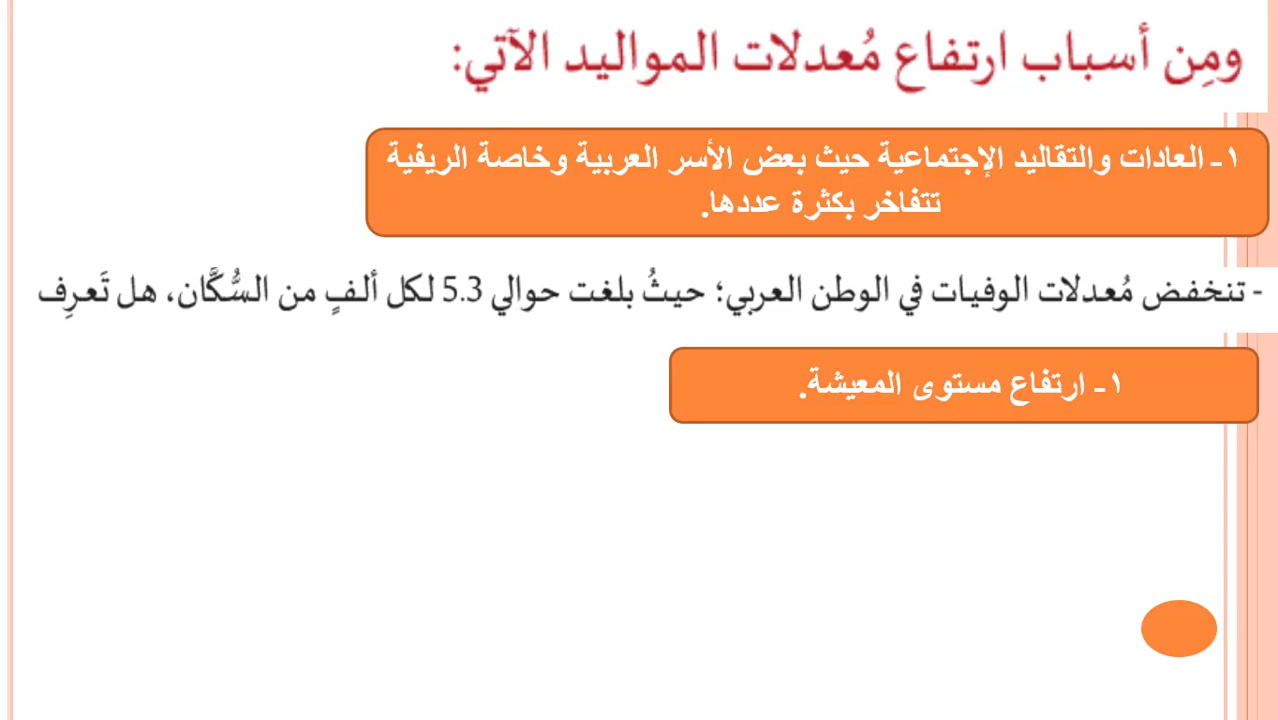 ومِن أسباب ارتفاع مُعدلات المواليد الآتي:
١- العادات والتقاليد الإجتماعية حيث بعض الأسر العربية وخاصة الريفية
تتفاخر بكثرة عددها.
- تنخفض مُعدلات الوفيات في الوطن العربي؛ حيثُ بلغت حوالي 5.3 لكل ألفٍ من السُّكَّان، هل تَعرِف
١- ارتفاع مستوى المعيشة.